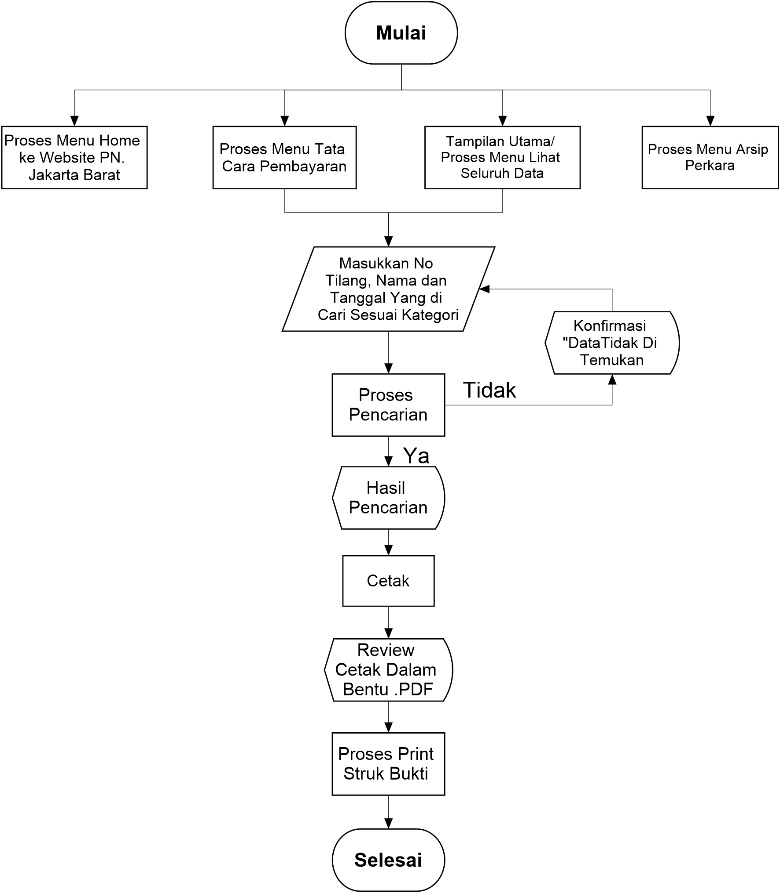 Mulai
Proses Menu Home
ke Website PN.
Jakarta Barat
Proses Menu Tata
Cara Pembayaran
Tampilan Utama/
Proses Menu Lihat
Seluruh Data
Proses Menu Arsip
Perkara
Masukkan No
Tilang, Nama dan
Tanggal Yang di
Cari Sesuai Kategori
Konfirmasi
"DataTidak Di
Temukan
Proses
Pencarian
Tidak
Ya
Hasil
Pencarian
Cetak
Review
Cetak Dalam
Bentu .PDF
Proses Print
Struk Bukti
Selesai